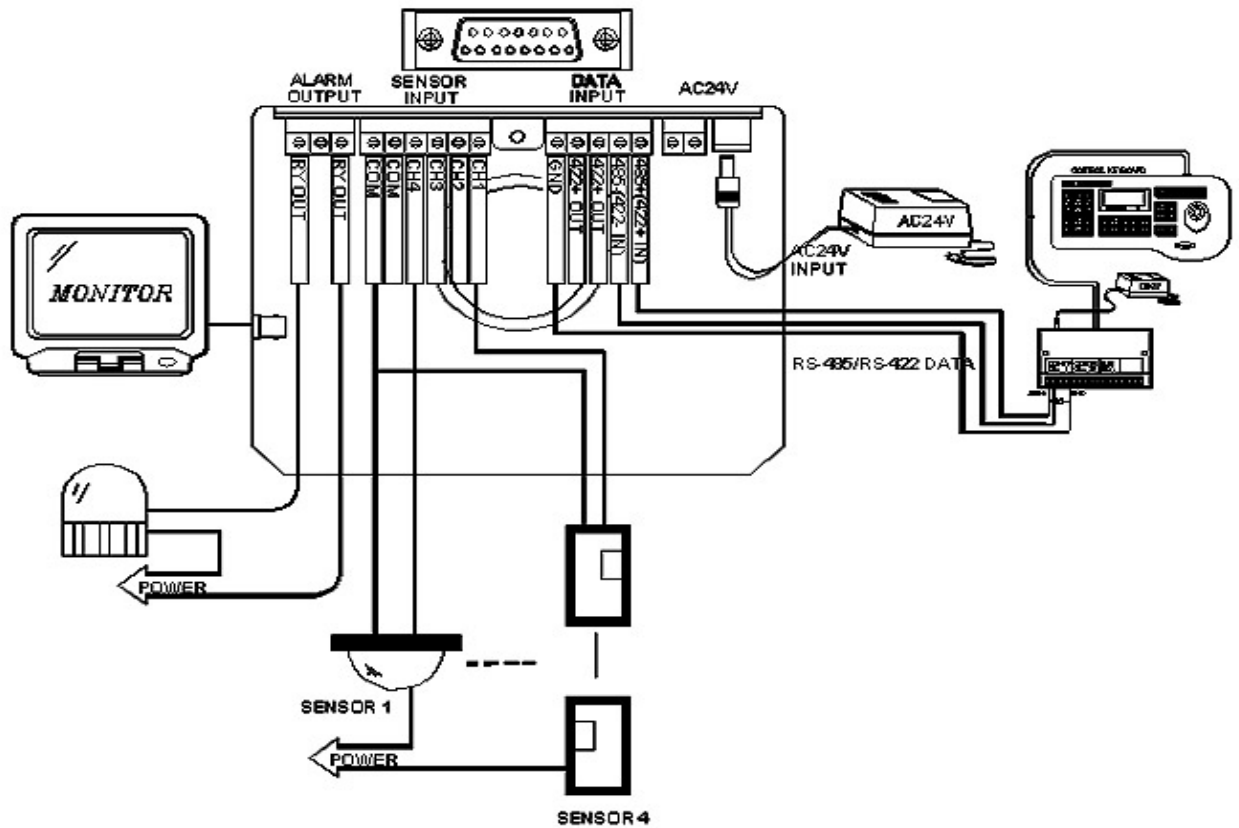 ALARM
OUTPUT
SENSOR
INPUT
DATA
INPUT
AC24V
RY OUT
RY OUT
COM
COM
CH4
CH3
CH2
CH1
GND
422+ OUT
422+ OUT
485-(422 IN)
485+(422+ IN)
MONITOR
AC24V
AC24V
INPUT
CONTROL KEYBOARD
RS-485/RS-422 DATA
POWER
SENSOR 1
POWER
SENSOR 4